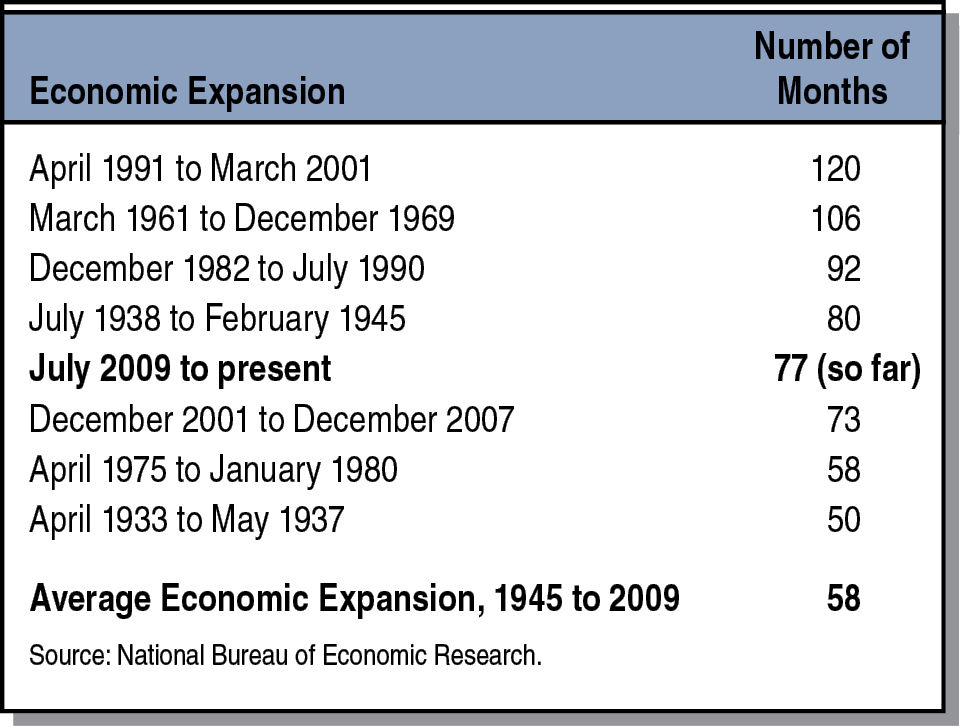 Number of
Economic Expansion Months
April 1991 to March 2001 120
March 1961 to December 1969 106
December 1982 to July 1990 92
July 1938 to February 1945 80
July 2009 to present 77 (so far)
December 2001 to December 2007 73
April 1975 to January 1980 58
April 1933 to May 1937 50
Average Economic Expansion, 1945 to 2009 58
Source: National Bureau of Economic Research.